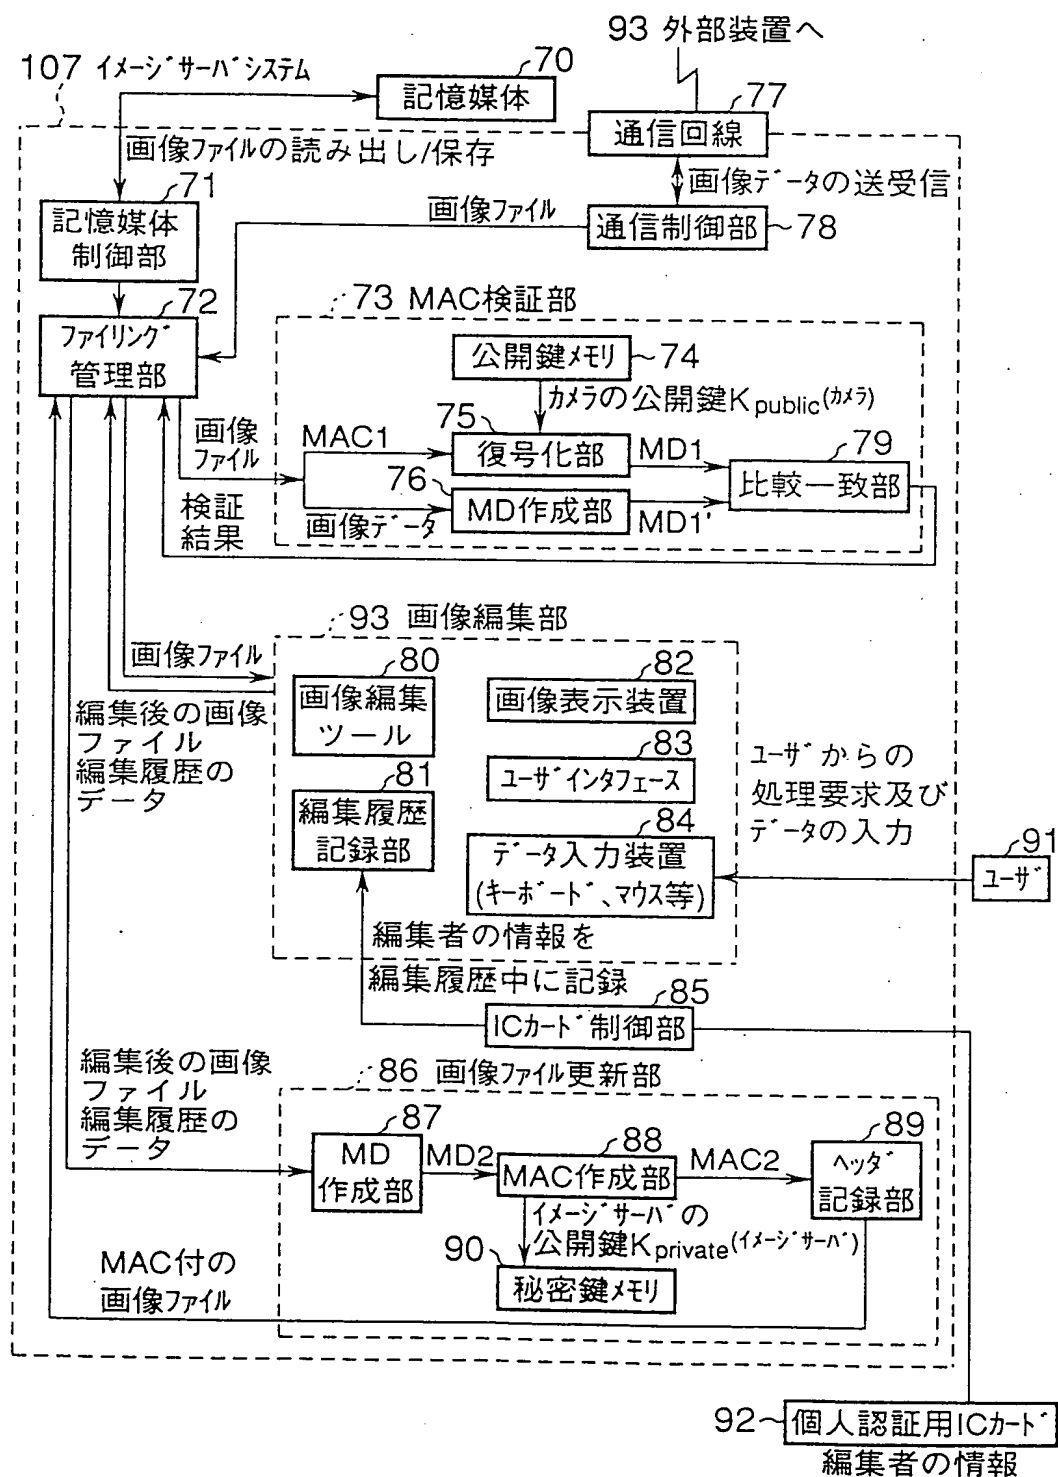 93 外部装置へ
107 イメージサーバシステム
70
記憶媒体
77
通信回線
画像ファイルの読み出し/保存
画像データの送受信
71
記憶媒体
制御部
画像ファイル
通信制御部
78
72
ファイリング
管理部
73 MAC検証部
公開鍵メモリ
74
カメラの公開鍵Kpublic(カメラ)
画像
ファイル
MAC1
75
復号化部
MD1
79
比較一致部
76
MD作成部
MD1'
画像データ
検証
結果
93 画像編集部
画像ファイル
80
画像編集
ツール
82
画像表示装置
編集後の画像
ファイル
編集履歴の
データ
81
編集履歴
記録部
83
ユーザインタフェース
84
データ入力装置
(キーボード、マウス等)
ユーザからの
処理要求及び
データの入力
91
ユーザ
編集者の情報を
編集履歴中に記録
85
ICカード制御部
編集後の画像
ファイル
編集履歴の
データ
86 画像ファイル更新部
87
MD
作成部
MD2
88
MAC作成部
MAC2
89
ヘッダ
記録部
イメージサーバの
公開鍵Kprivate(イメージサーバ)
90
秘密鍵メモリ
MAC付の
画像ファイル
92
個人認証用ICカード
編集者の情報